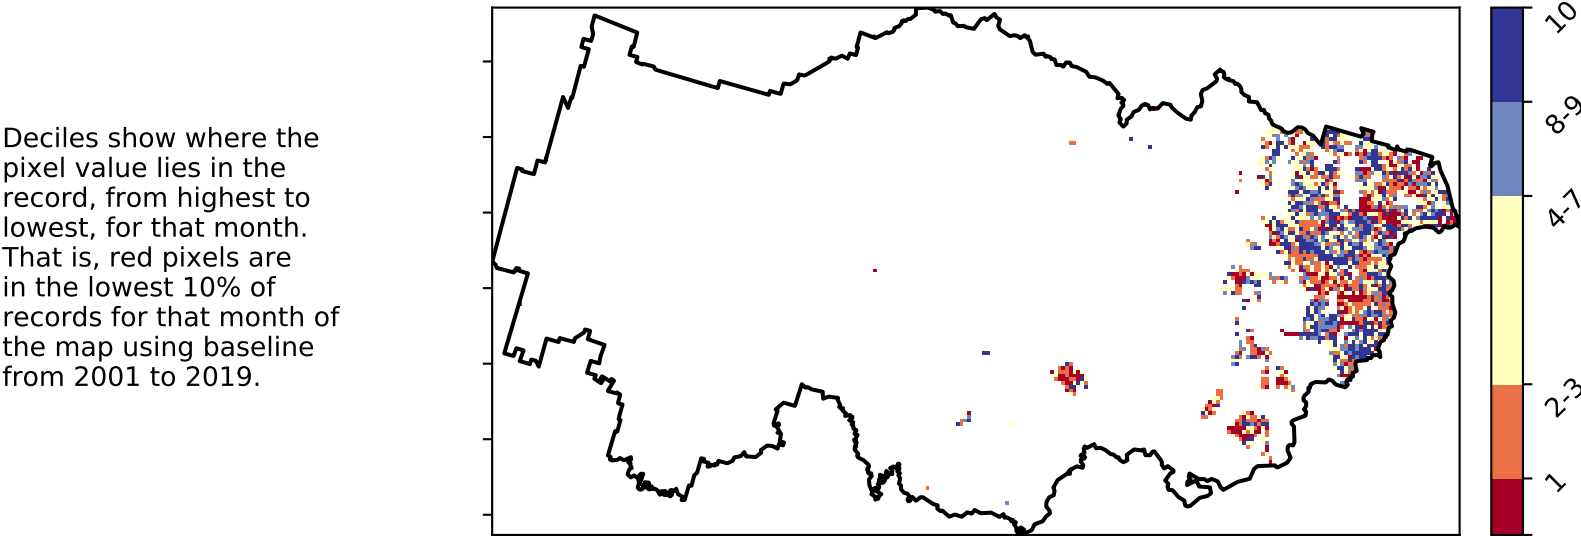 Deciles show where the
pixel value lies in the
record, from highest to
lowest, for that month.
That is, red pixels are
in the lowest 10% of
records for that month of
the map using baseline
from 2001 to 2019.
10
8-9
4-7
2-3
1